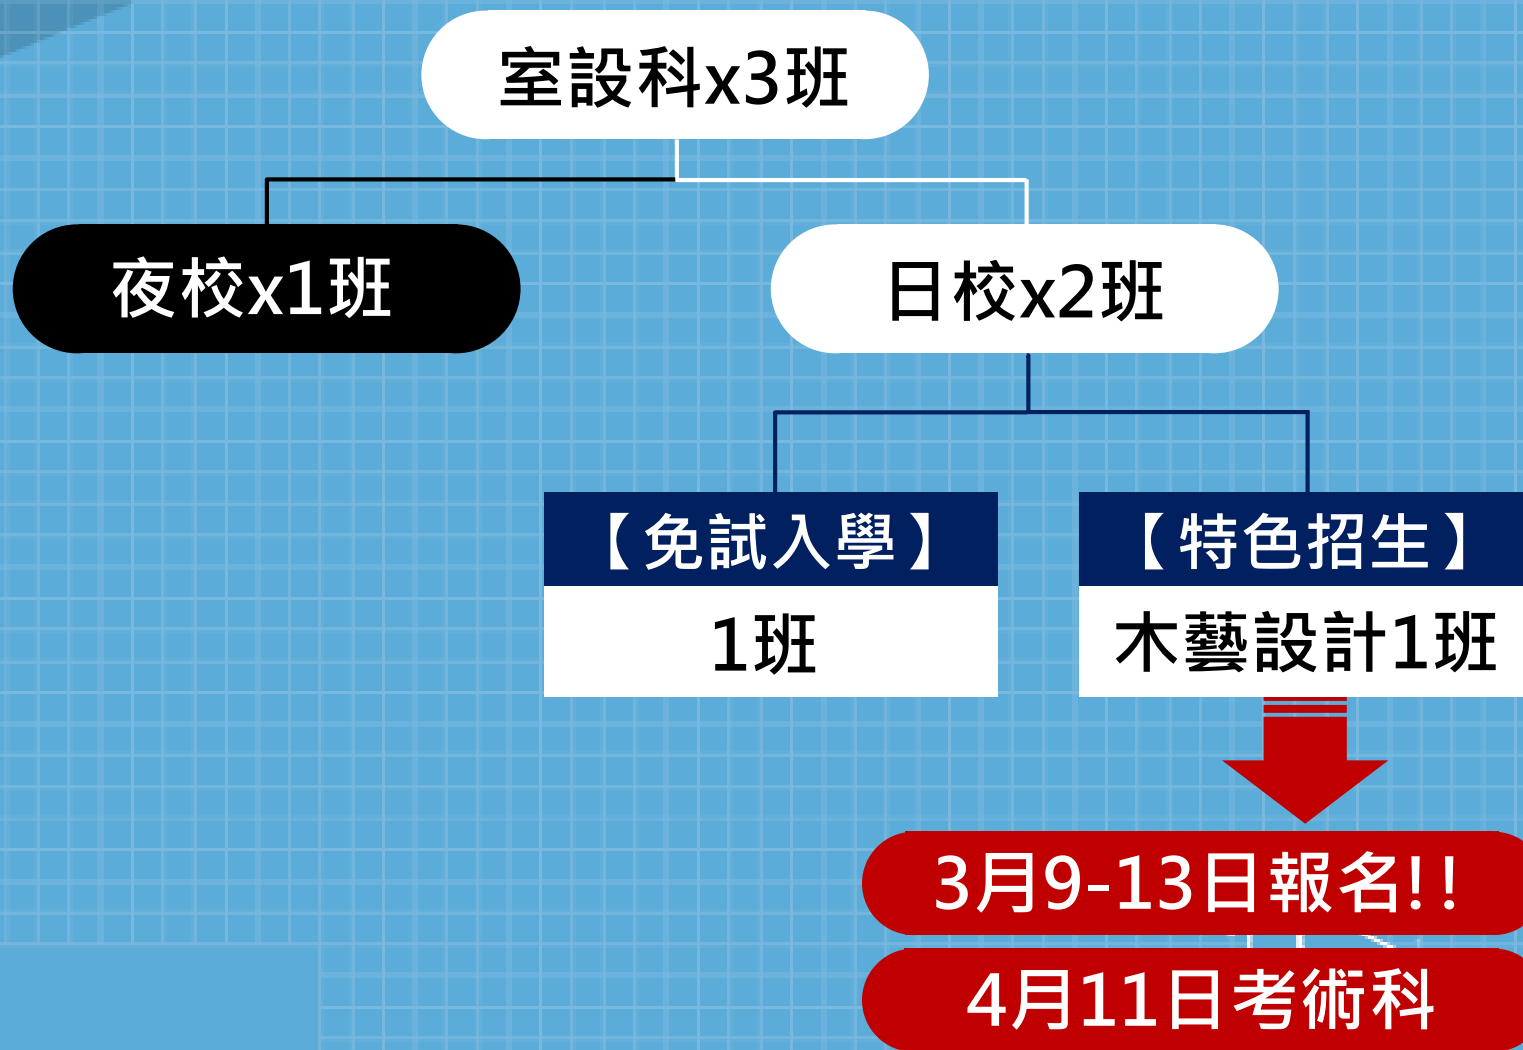 室設科x3班
夜校x1班
日校x2班
【免試入學】
1班
【特色招生】
木藝設計1班
3月9-13日報名!!
4月11日考術科